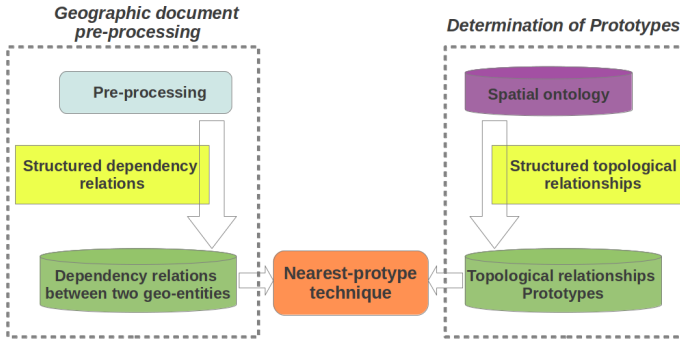 Geographic document
pre-processing
Pre-processing
Structured dependency
relations
Dependency relations
between two geo-entities
Nearest-protype
technique
Determination of Prototypes
Spatial ontology
Structured topological
relationships
Topological relationships
Prototypes